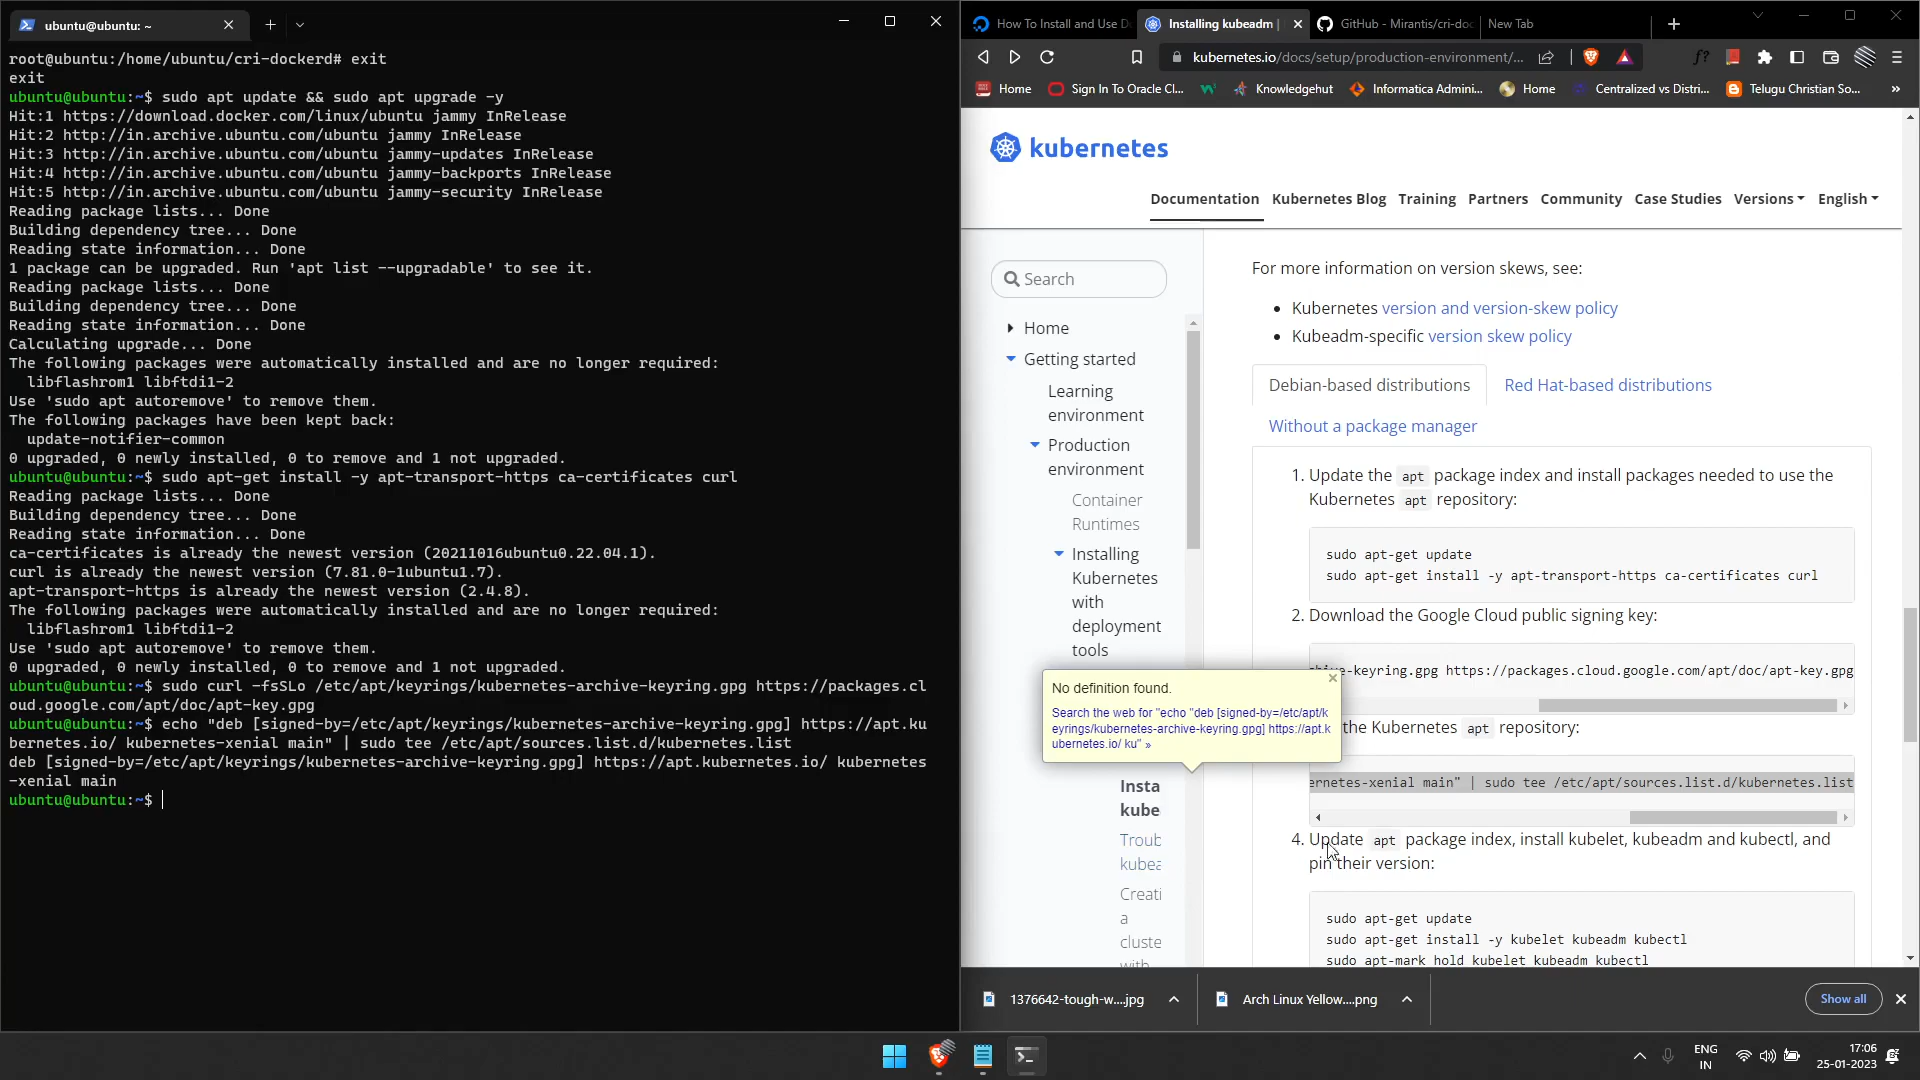 ubuntu@ubuntu: ~
root@ubuntu:/home/ubuntu/cri-dockerd# exit
exit
ubuntu@ubuntu:~$ sudo apt update && sudo apt upgrade -y
Hit:1 https://download.docker.com/linux/ubuntu jammy InRelease
Hit:2 http://in.archive.ubuntu.com/ubuntu jammy InRelease
Hit:3 http://in.archive.ubuntu.com/ubuntu jammy-updates InRelease
Hit:4 http://in.archive.ubuntu.com/ubuntu jammy-backports InRelease
Hit:5 http://in.archive.ubuntu.com/ubuntu jammy-security InRelease
Reading package lists... Done
Building dependency tree... Done
Reading state information... Done
1 package can be upgraded. Run 'apt list --upgradable' to see it.
Reading package lists... Done
Building dependency tree... Done
Reading state information... Done
Calculating upgrade... Done
The following packages were automatically installed and are no longer required:
libflashrom1 libftdi1-2
Use 'sudo apt autoremove' to remove them.
The following packages have been kept back:
update-notifier-common
0 upgraded, 0 newly installed, 0 to remove and 1 not upgraded.
ubuntu@ubuntu:~$ sudo apt-get install -y apt-transport-https ca-certificates curl
Reading package lists... Done
Building dependency tree... Done
Reading state information... Done
ca-certificates is already the newest version (20211016ubuntu0.22.04.1).
curl is already the newest version (7.81.0-1ubuntu1.7).
apt-transport-https is already the newest version (2.4.8).
The following packages were automatically installed and are no longer required:
libflashrom1 libftdi1-2
Use 'sudo apt autoremove' to remove them.
0 upgraded, 0 newly installed, 0 to remove and 1 not upgraded.
ubuntu@ubuntu:~$ sudo curl -fsSLo /etc/apt/keyrings/kubernetes-archive-keyring.gpg https://packages.cl
oud.google.com/apt/doc/apt-key.gpg
ubuntu@ubuntu:~$ echo "deb [signed-by=/etc/apt/keyrings/kubernetes-archive-keyring.gpg] https://apt.ku
bernetes.io/ kubernetes-xenial main" | sudo tee /etc/apt/sources.list.d/kubernetes.list
deb [signed-by=/etc/apt/keyrings/kubernetes-archive-keyring.gpg] https://apt.kubernetes.io/ kubernetes
-xenial main
ubuntu@ubuntu:~$
How To Install and Use D
Installing kubeadm |
GitHub - Mirantis/cri-doc
New Tab
kubernetes.io/docs/setup/production-environment/...
Home
Sign In To Oracle Cl...
Knowledgehut
Informatica Admini...
Home
Centralized vs Distri...
Telugu Christian So...
kubernetes
Documentation Kubernetes Blog Training Partners Community Case Studies Versions English
Search
Home
Getting started
Learning
environment
Production
environment
Container
Runtimes
Installing
Kubernetes
with
deployment
tools
Insta
kube
Troub
kubea
Creati
a
cluste
with
For more information on version skews, see:
Kubernetes version and version-skew policy
Kubeadm-specific version skew policy
Debian-based distributions
Red Hat-based distributions
Without a package manager
1. Update the apt package index and install packages needed to use the
Kubernetes apt repository:
sudo apt-get update
sudo apt-get install -y apt-transport-https ca-certificates curl
2. Download the Google Cloud public signing key:
hive-keyring.gpg https://packages.cloud.google.com/apt/doc/apt-key.gpg
the Kubernetes apt repository:
ernetes-xenial main" | sudo tee /etc/apt/sources.list.d/kubernetes.list
4. Update apt package index, install kubelet, kubeadm and kubectl, and
pin their version:
sudo apt-get update
sudo apt-get install -y kubelet kubeadm kubectl
sudo apt-mark hold kubelet kubeadm kubectl
No definition found.
Search the web for "echo "deb [signed-by=/etc/apt/k
eyrings/kubernetes-archive-keyring.gpg] https://apt.k
ubernetes.io/ ku" »
1376642-tough-w....jpg
Arch Linux Yellow....png
Show all
ENG
IN
17:06
25-01-2023